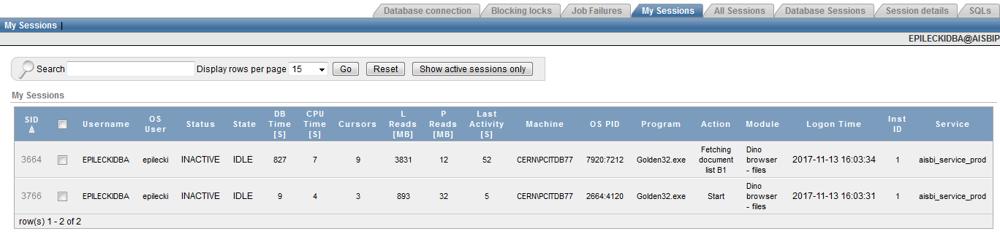 Database connection Blocking locks Job Failures My Sessions All Sessions Database Sessions Session details SQLs
My Sessions |
EPILECKIDBA@AISBIP
Search Display rows per page 15 Go Reset Show active sessions only
My Sessions
SID Username OS User Status State DB Time [S] CPU Time [S] Cursors L Reads [MB] P Reads [MB] Last Activity [S] Machine OS PID Program Action Module Logon Time Inst ID Service
3664 EPILECKIDBA epilecki INACTIVE IDLE 827 7 9 3831 12 52 CERN\PCITDB77 7920:7212 Golden32.exe Fetching document list B1 Dino browser - files 2017-11-13 16:03:34 1 aisbi_service_prod
3766 EPILECKIDBA epilecki INACTIVE IDLE 9 4 3 893 32 5 CERN\PCITDB77 2664:4120 Golden32.exe Start Dino browser - files 2017-11-13 16:03:31 1 aisbi_service_prod
row(s) 1 - 2 of 2